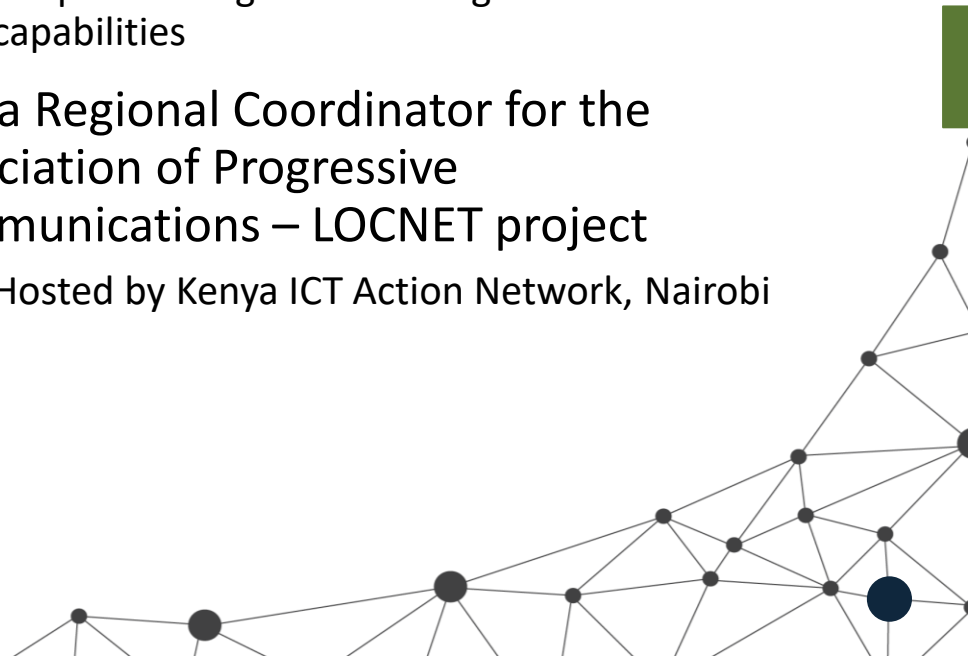 capabilities
a Regional Coordinator for the
ciation of Progressive
munications – LOCNET project
Hosted by Kenya ICT Action Network, Nairobi